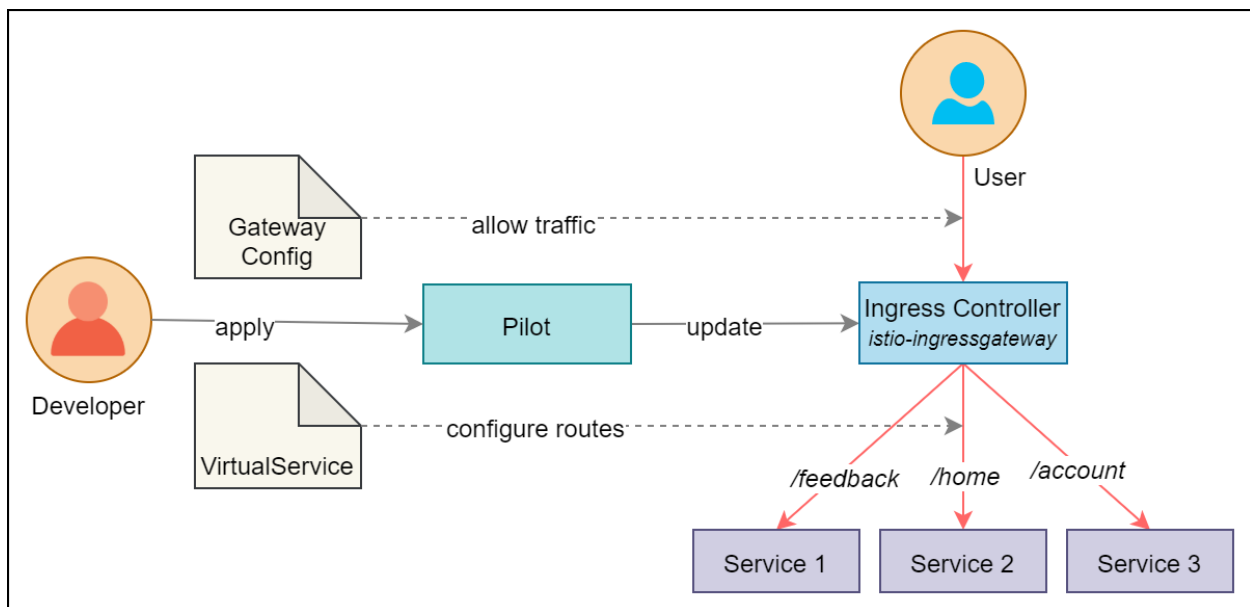 User
Gateway
Config
allow traffic
Developer
apply
Pilot
update
Ingress Controller
istio-ingressgateway
VirtualService
configure routes
/feedback
/home
/account
Service 1
Service 2
Service 3